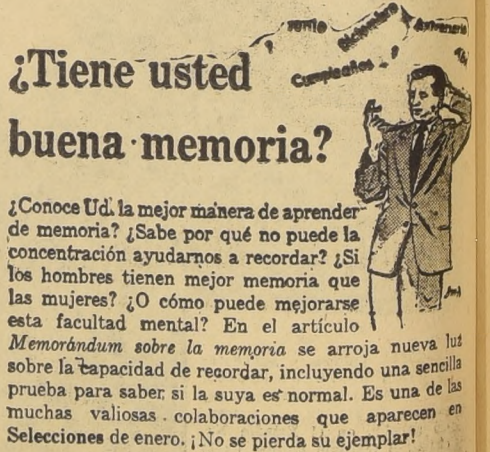 Junio
Diciembre
Cumpleaños
¿Tiene usted
buena memoria?
¿Conoce Ud. la mejor manera de aprender
de memoria? ¿Sabe por qué no puede la
concentración ayudarnos a recordar? ¿Si
los hombres tienen mejor memoria que
las mujeres? ¿O cómo puede mejorarse
esta facultad mental? En el artículo
Memorándum sobre la memoria se arroja nueva luz
sobre la capacidad de recordar, incluyendo una sencilla
prueba para saber si la suya es normal. Es una de las
muchas valiosas colaboraciones que aparecen en
Selecciones de enero. ¡No se pierda su ejemplar!